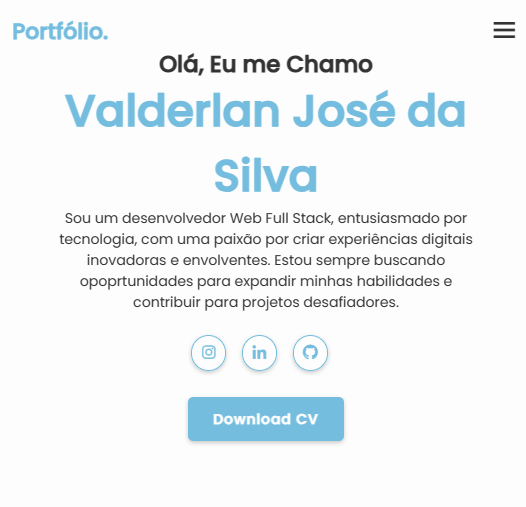 Portfólio.
Olá, Eu me Chamo
Valderlan José da
Silva
Sou um desenvolvedor Web Full Stack, entusiasmado por
tecnologia, com uma paixão por criar experiências digitais
inovadoras e envolventes. Estou sempre buscando
opoprtunidades para expandir minhas habilidades e
contribuir para projetos desafiadores.
in
Download CV